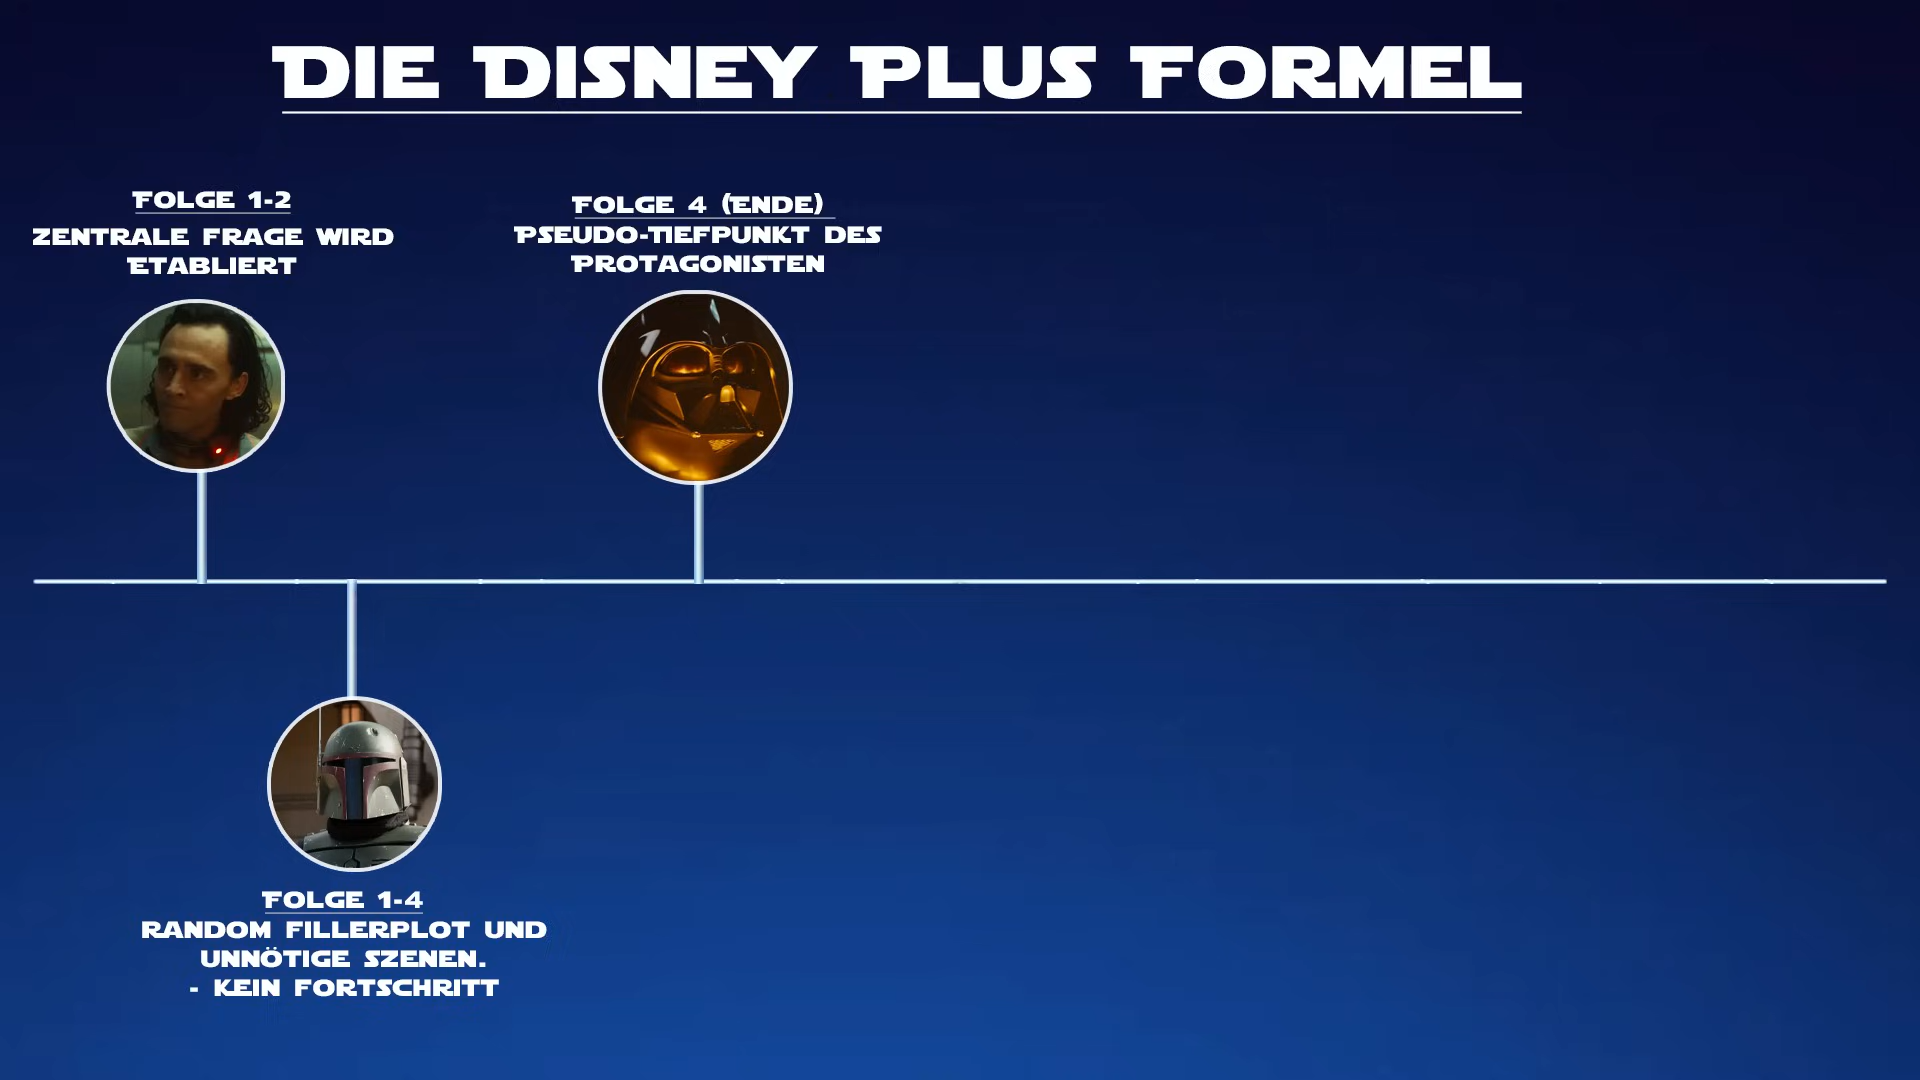 DIE DISNEY PLUS FORMEL
FOLGE 1-2
ZENTRALE FRAGE WIRD
ETABLIERT
FOLGE 4 (ENDE)
PSEUDO-TIEFPUNKT DES
PROTAGONISTEN
FOLGE 1-4
RANDOM FILLERPLOT UND
UNNÖTIGE SZENEN.
- KEIN FORTSCHRITT